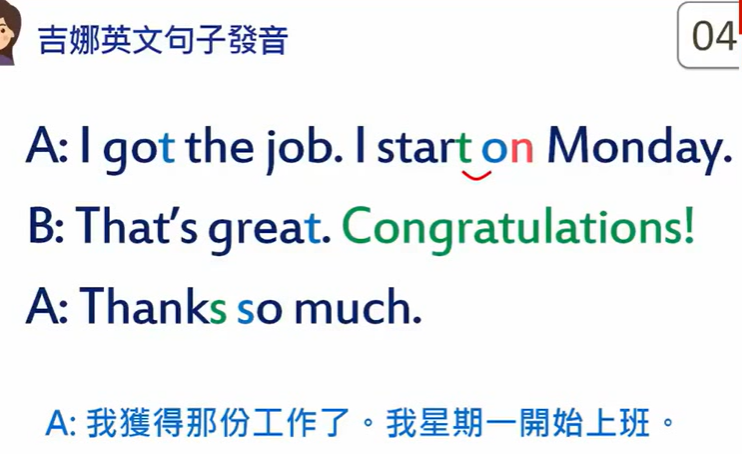 吉娜英文句子發音
04
A: I got the job. I start on Monday.
B: That's great. Congratulations!
A: Thanks so much.
A: 我獲得那份工作了。我星期一開始上班。